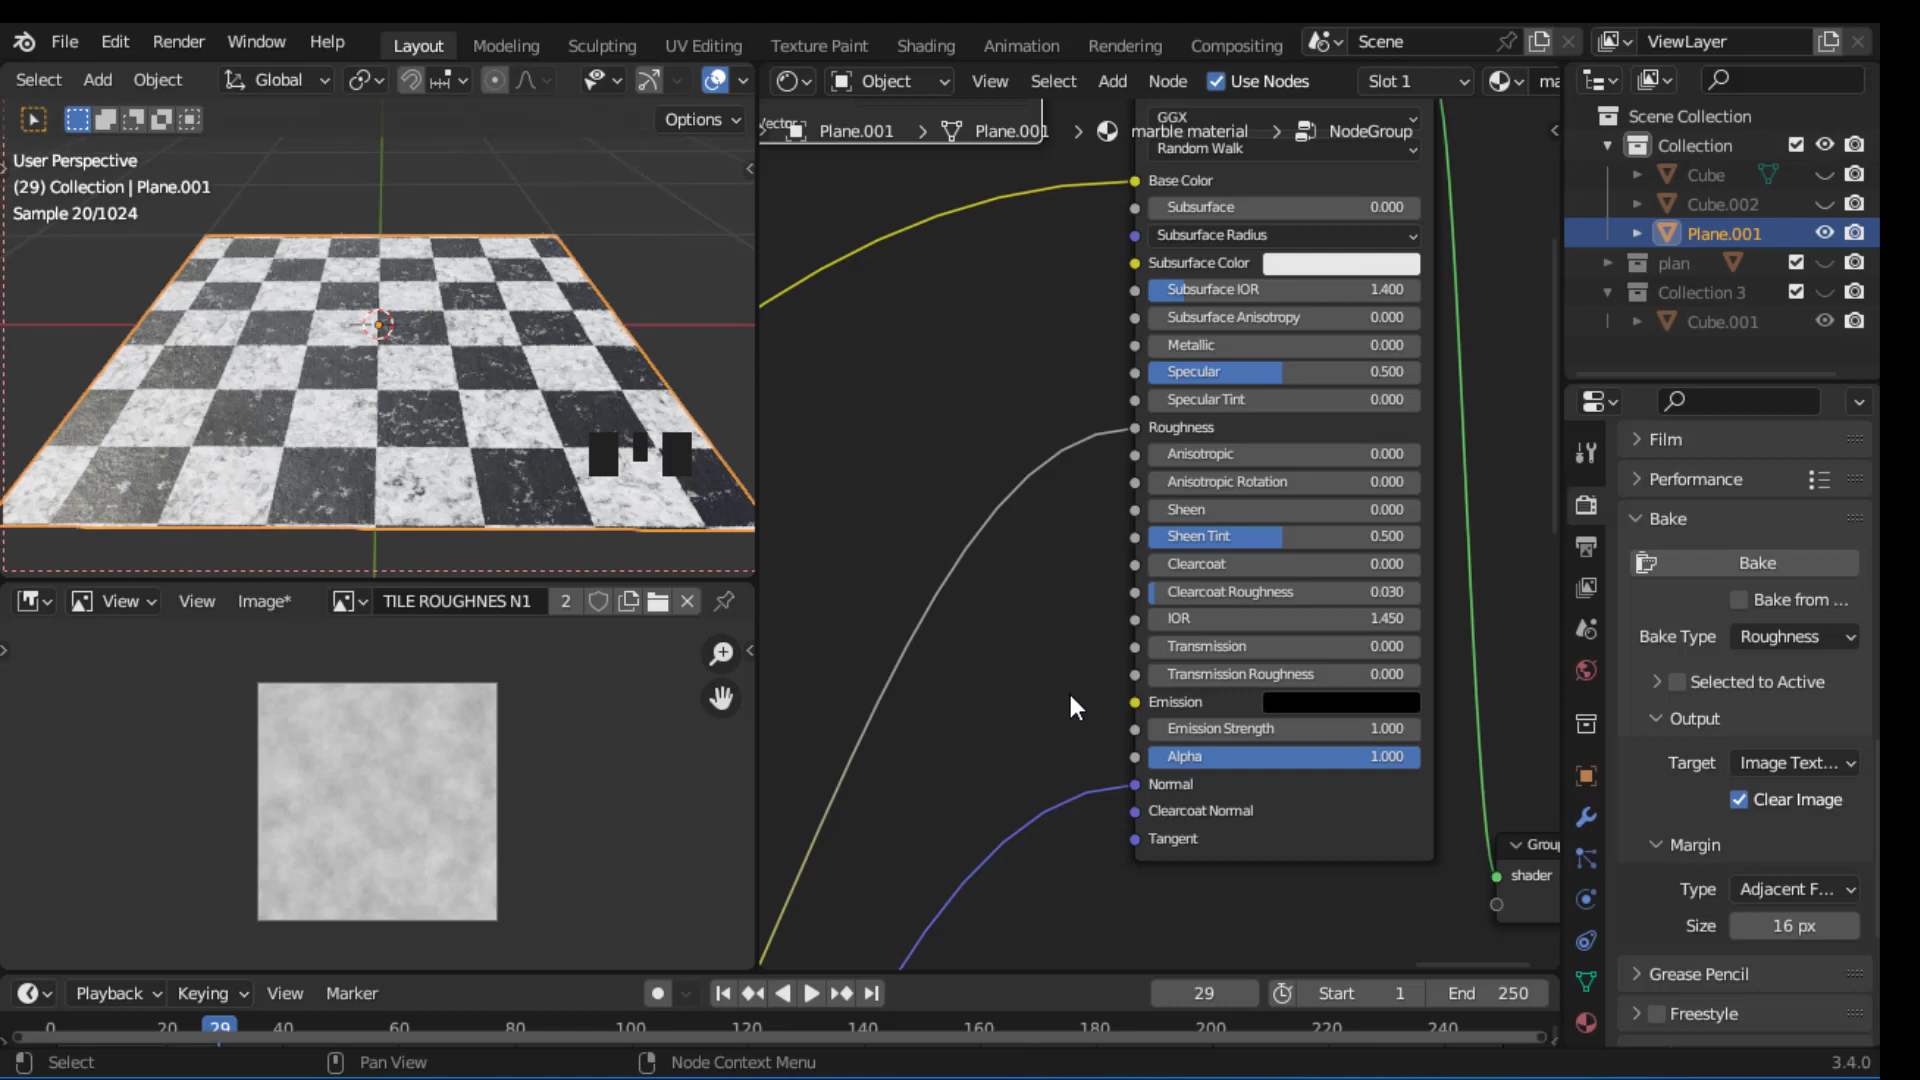 File Edit Render Window Help Layout Modeling Sculpting UV Editing Texture Paint Shading Animation Rendering Compositing Scene ViewLayer
Select Add Object Global Object View Select Add Node Use Nodes Slot 1 ma
Options
Plane.001 Plane.001 marble material NodeGroup
User Perspective
(29) Collection | Plane.001
Sample 20/1024
GGX
Random Walk
Base Color
Subsurface 0.000
Subsurface Radius
Subsurface Color
Subsurface IOR 1.400
Subsurface Anisotropy 0.000
Metallic 0.000
Specular 0.500
Specular Tint 0.000
Roughness
Anisotropic 0.000
Anisotropic Rotation 0.000
Sheen 0.000
Sheen Tint 0.500
Clearcoat 0.000
Clearcoat Roughness 0.030
IOR 1.450
Transmission 0.000
Transmission Roughness 0.000
Emission
Emission Strength 1.000
Alpha 1.000
Normal
Clearcoat Normal
Tangent
Grou
shader
Scene Collection
Collection
Cube
Cube.002
Plane.001
plan
Collection 3
Cube.001
Film
Performance
Bake
Bake
Bake from ...
Bake Type Roughness
Selected to Active
Output
Target Image Text...
Clear Image
Margin
Type Adjacent F...
Size 16 px
Grease Pencil
Freestyle
View View Image* TILE ROUGHNES N1 2
Playback Keying View Marker 29 Start 1 End 250
0 20 29 40 60 80 100 120 140 160 180 200 220 240
Select Pan View Node Context Menu 3.4.0